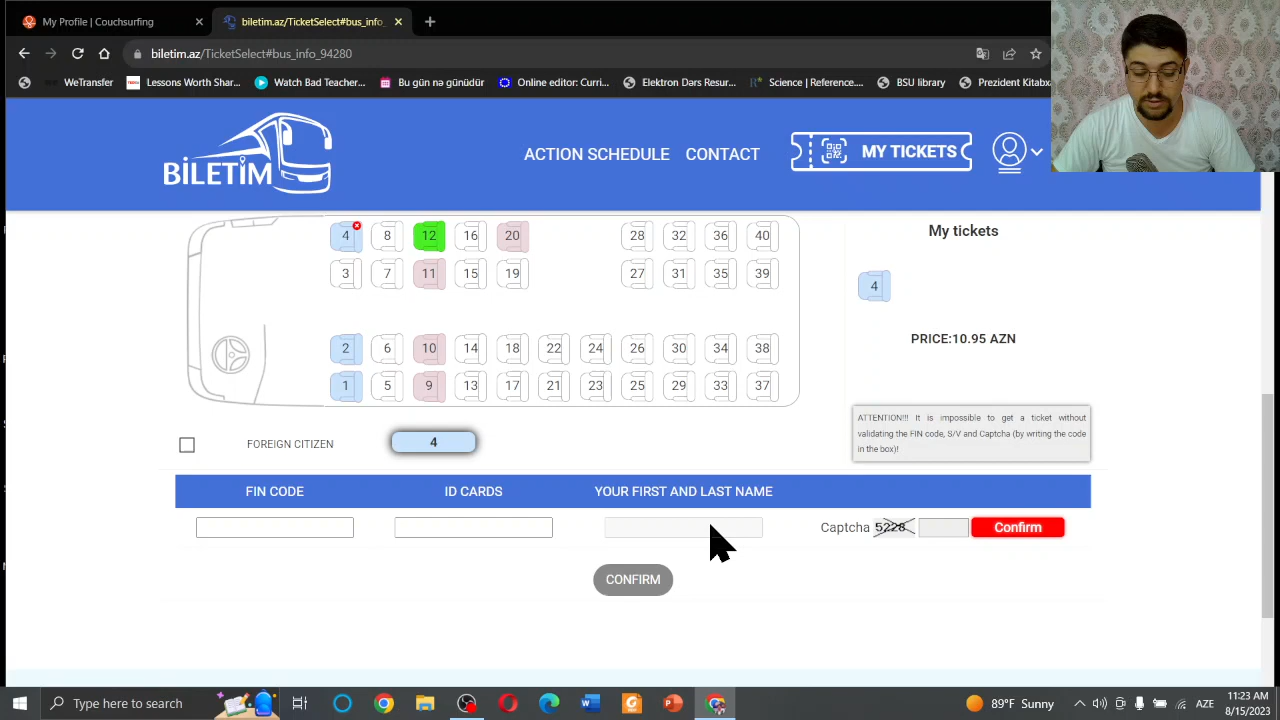 My Profile | Couchsurfing
biletim.az/TicketSelect#bus_info_
biletim.az/TicketSelect#bus_info_94280
WeTransfer
Lessons Worth Shar...
Watch Bad Teacher...
Bu gün nə günüdür
Online editor: Curri...
Elektron Dars Resur...
Science | Reference....
BSU library
Prezident Kitabx
BİLETİM
ACTION SCHEDULE
CONTACT
MY TICKETS
4 8 12 16 20 28 32 36 40
3 7 11 15 19 27 31 35 39
2 6 10 14 18 22 24 26 30 34 38
1 5 9 13 17 21 23 25 29 33 37
My tickets
4
PRICE:10.95 AZN
ATTENTION!!! It is impossible to get a ticket without
validating the FIN code, S/V and Captcha (by writing the code
in the box)!
FOREIGN CITIZEN
4
FIN CODE
ID CARDS
YOUR FIRST AND LAST NAME
Captcha 5228 Confirm
CONFIRM
Type here to search
89°F Sunny
AZE
11:23 AM
8/15/2023